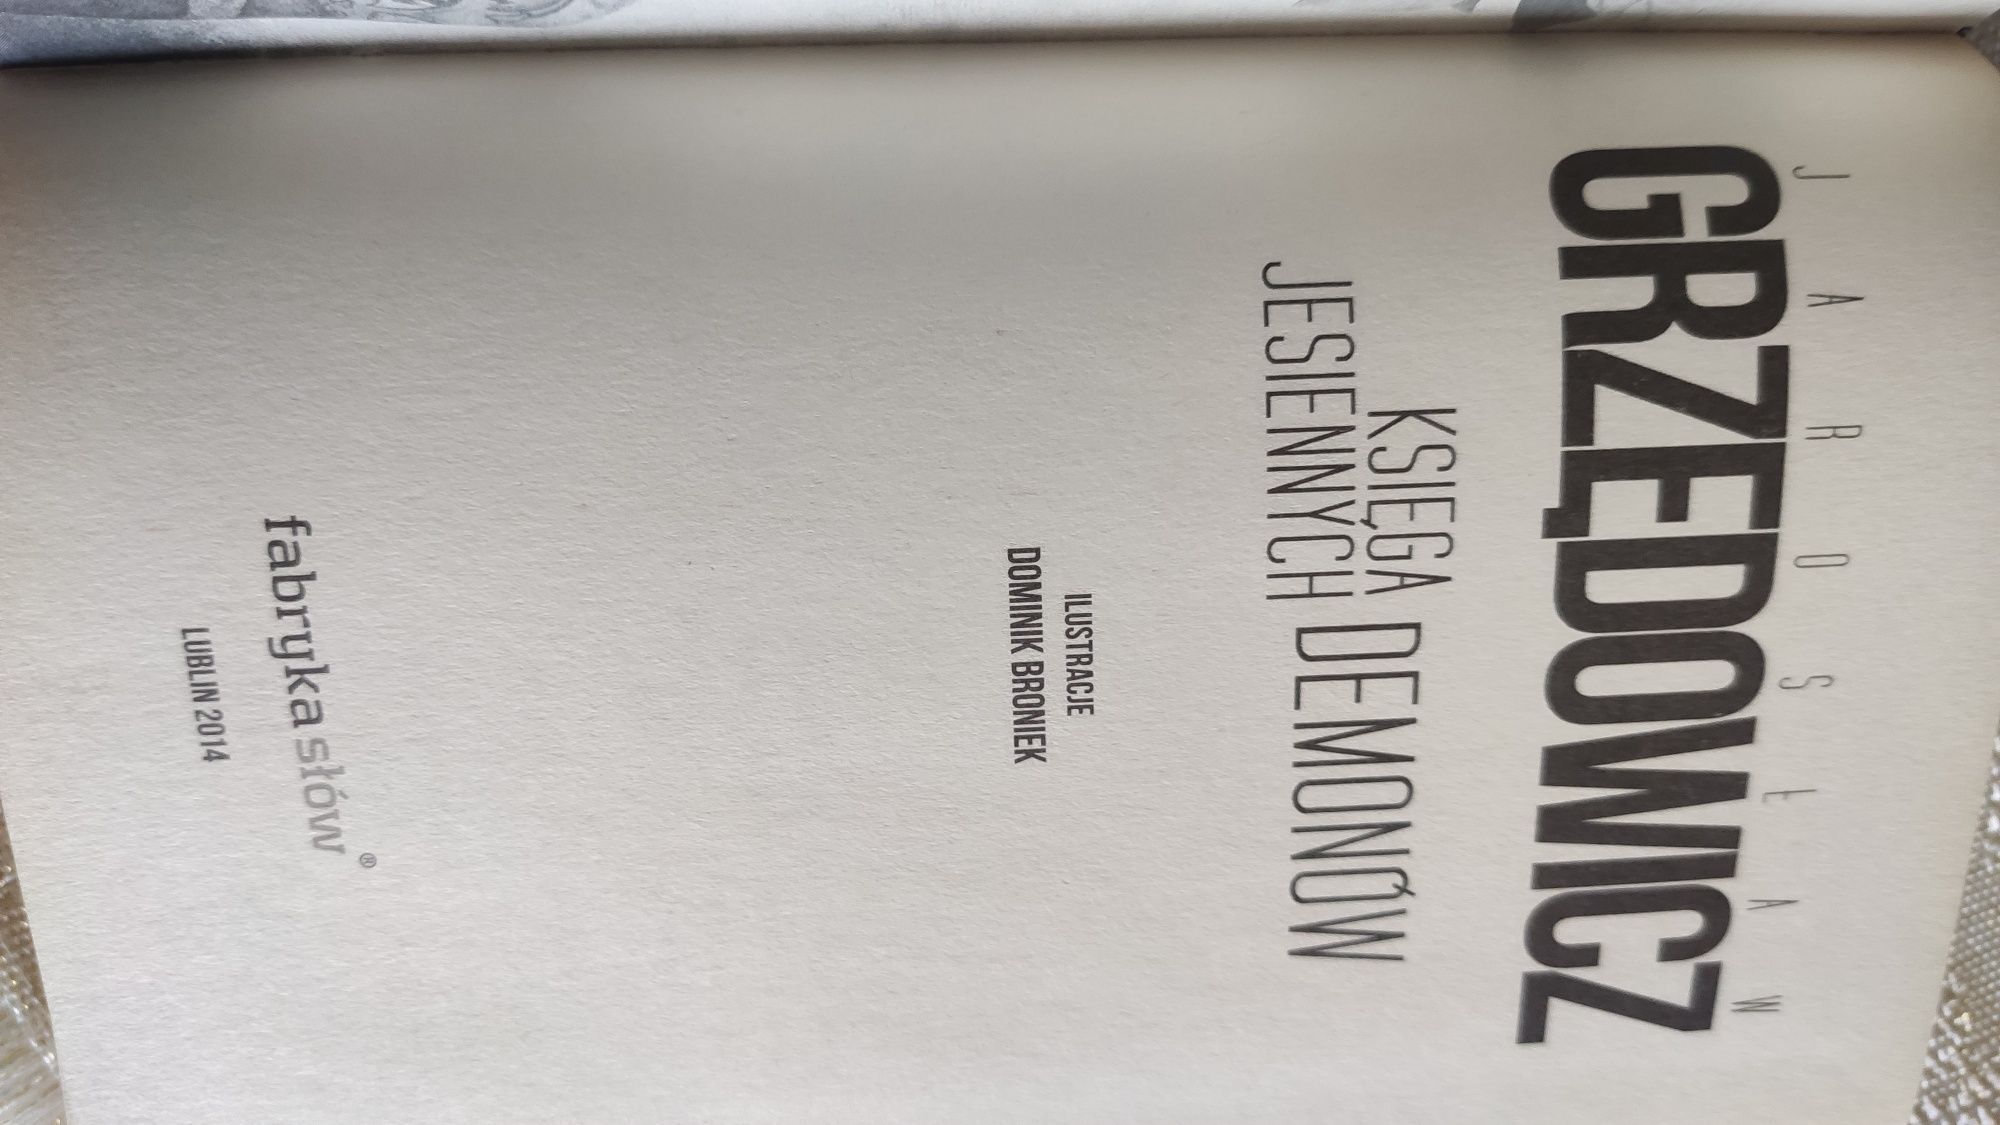 JAROSŁAW
GRZĘDOWICZ
KSIĘGA
JESIENNYCH DEMONÓW
ILUSTRACJE
DOMINIK BRONIEK
fabryka słów®
LUBLIN 2014